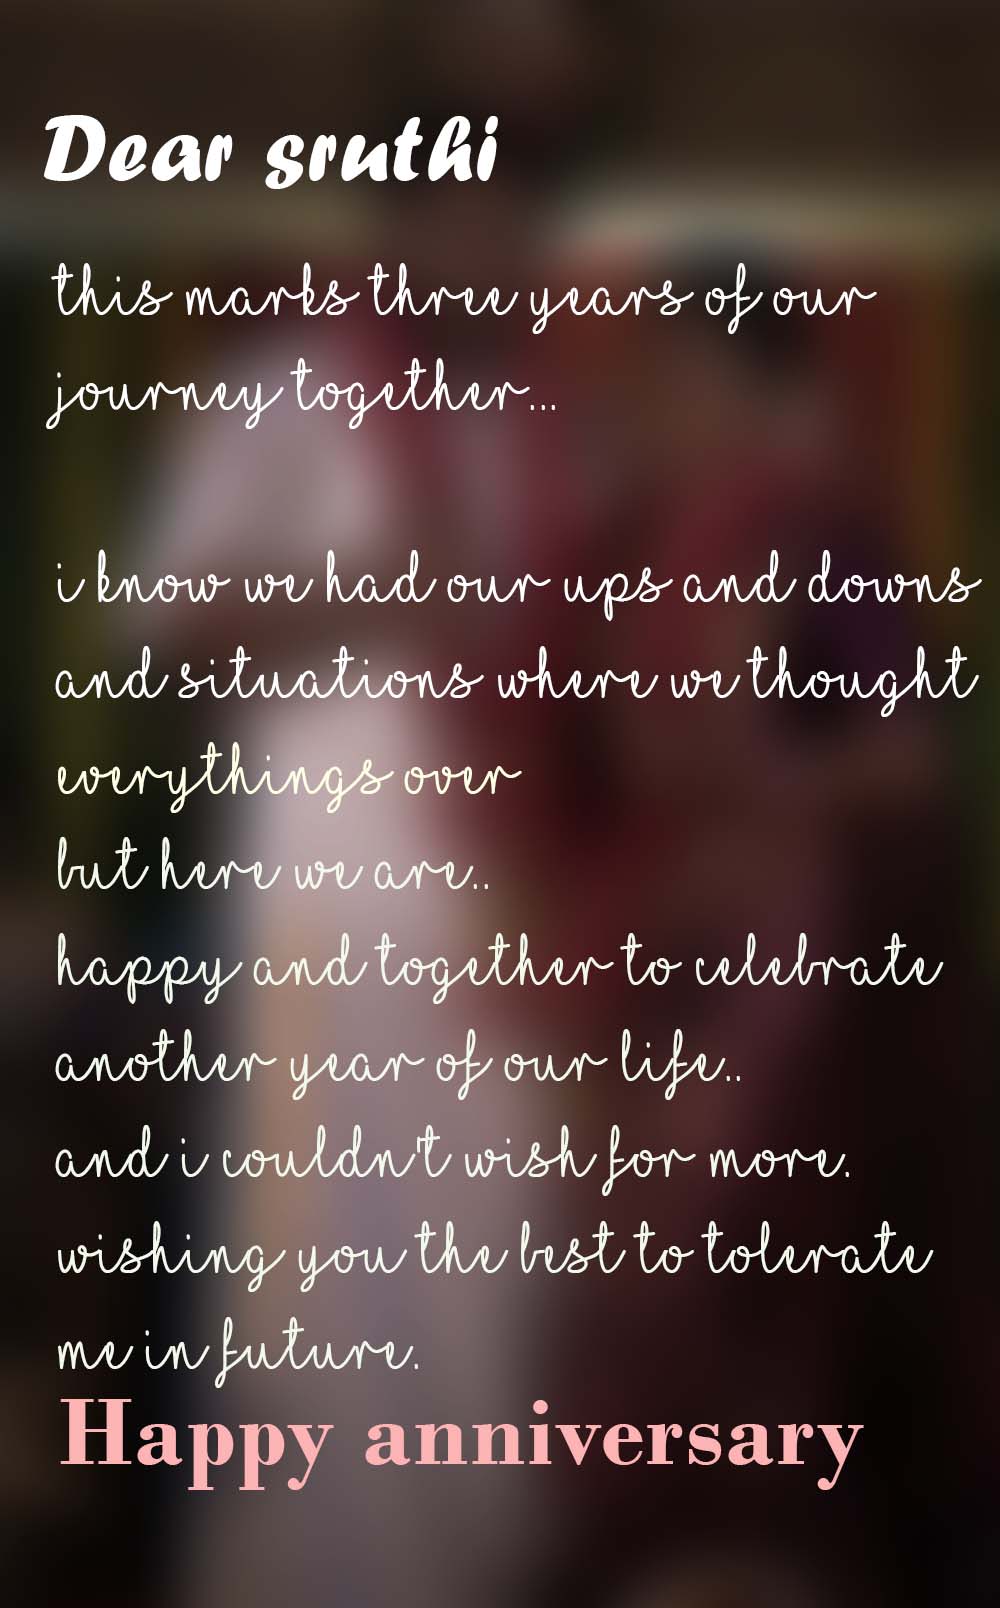 Dear sruthi
this marks three years of our
journey together...
i know we had our ups and downs
and situations where we thought
everythings over
but here we are..
happy and together to celebrate
another year of our life..
and i couldn't wish for more.
wishing you the best to tolerate
me in future.
Happy anniversary